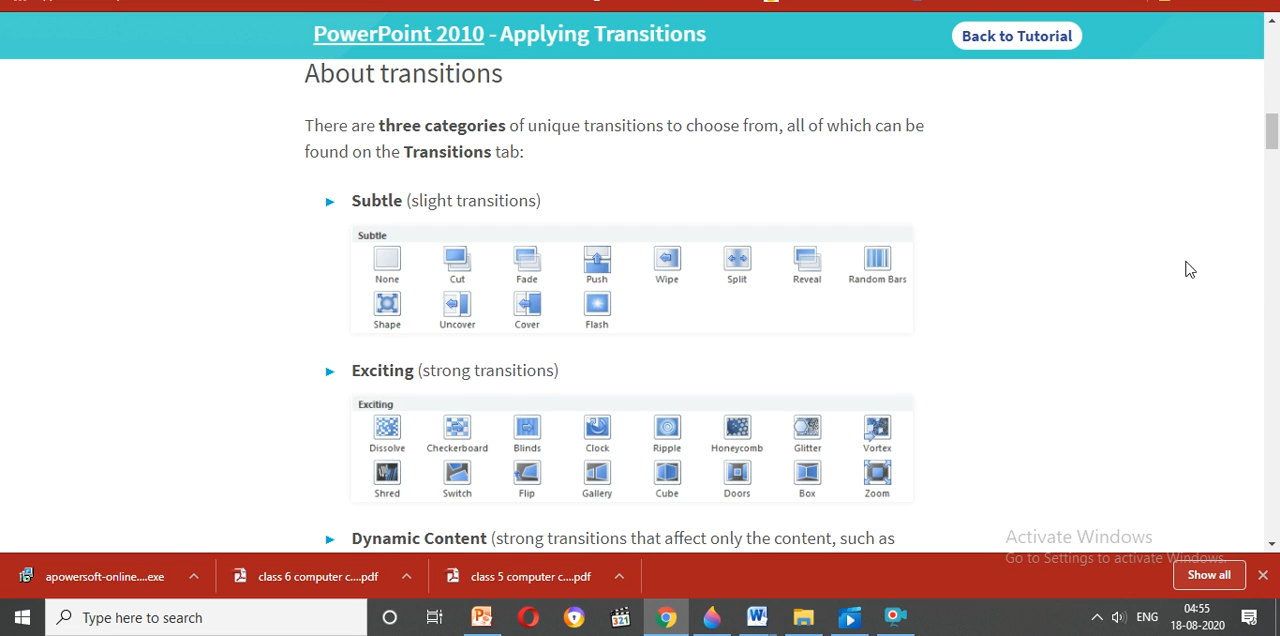 PowerPoint 2010 - Applying Transitions
Back to Tutorial
About transitions
There are three categories of unique transitions to choose from, all of which can be
found on the Transitions tab:
► Subtle (slight transitions)
Subtle
None Cut Fade Push Wipe Split Reveal Random Bars
Shape Uncover Cover Flash
► Exciting (strong transitions)
Exciting
Dissolve Checkerboard Blinds Clock Ripple Honeycomb Glitter Vortex
Shred Switch Flip Gallery Cube Doors Box Zoom
► Dynamic Content (strong transitions that affect only the content, such as
Activate Windows
Go to Settings to activate Windows.
apowersoft-online....exe
class 6 computer c....pdf
class 5 computer c....pdf
Show all
Type here to search
321
ENG
04:55
18-08-2020